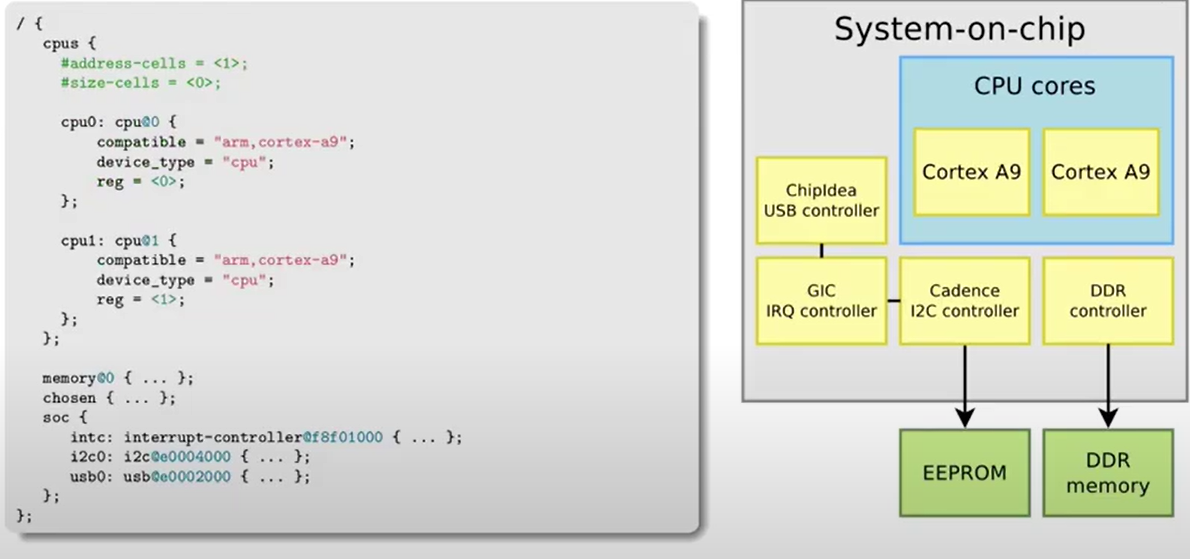 / {
cpus {
#address-cells = <1>;
#size-cells = <0>;
cpu0: cpu@0 {
compatible = "arm,cortex-a9";
device_type = "cpu";
reg = <0>;
};
cpu1: cpu@1 {
compatible = "arm,cortex-a9";
device_type = "cpu";
reg = <1>;
};
};
memory@0 { ... };
chosen { ... };
soc {
intc: interrupt-controller@f8f01000 { ... };
i2c0: i2c@e0004000 { ... };
usb0: usb@e0002000 { ... };
};
};
System-on-chip
CPU cores
Cortex A9
Cortex A9
ChipIdea
USB controller
GIC
IRQ controller
Cadence
I2C controller
DDR
controller
EEPROM
DDR
memory